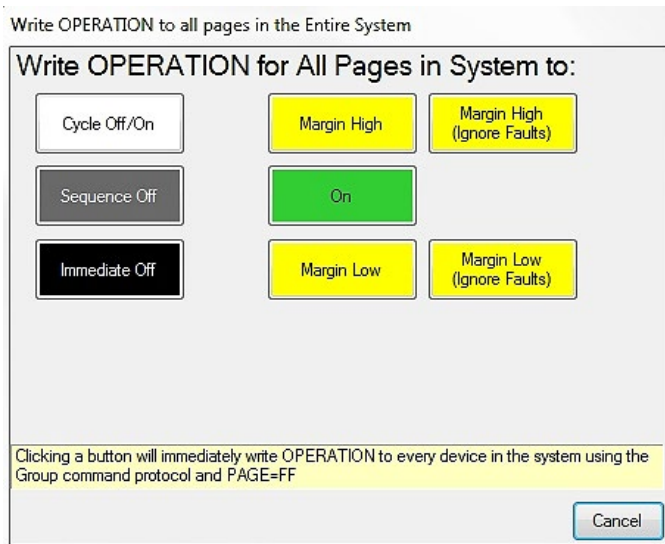 Write OPERATION to all pages in the Entire System
Write OPERATION for All Pages in System to:
Cycle Off/On
Margin High
Margin High
(Ignore Faults)
Sequence Off
On
Immediate Off
Margin Low
Margin Low
(Ignore Faults)
Clicking a button will immediately write OPERATION to every device in the system using the
Group command protocol and PAGE=FF
Cancel